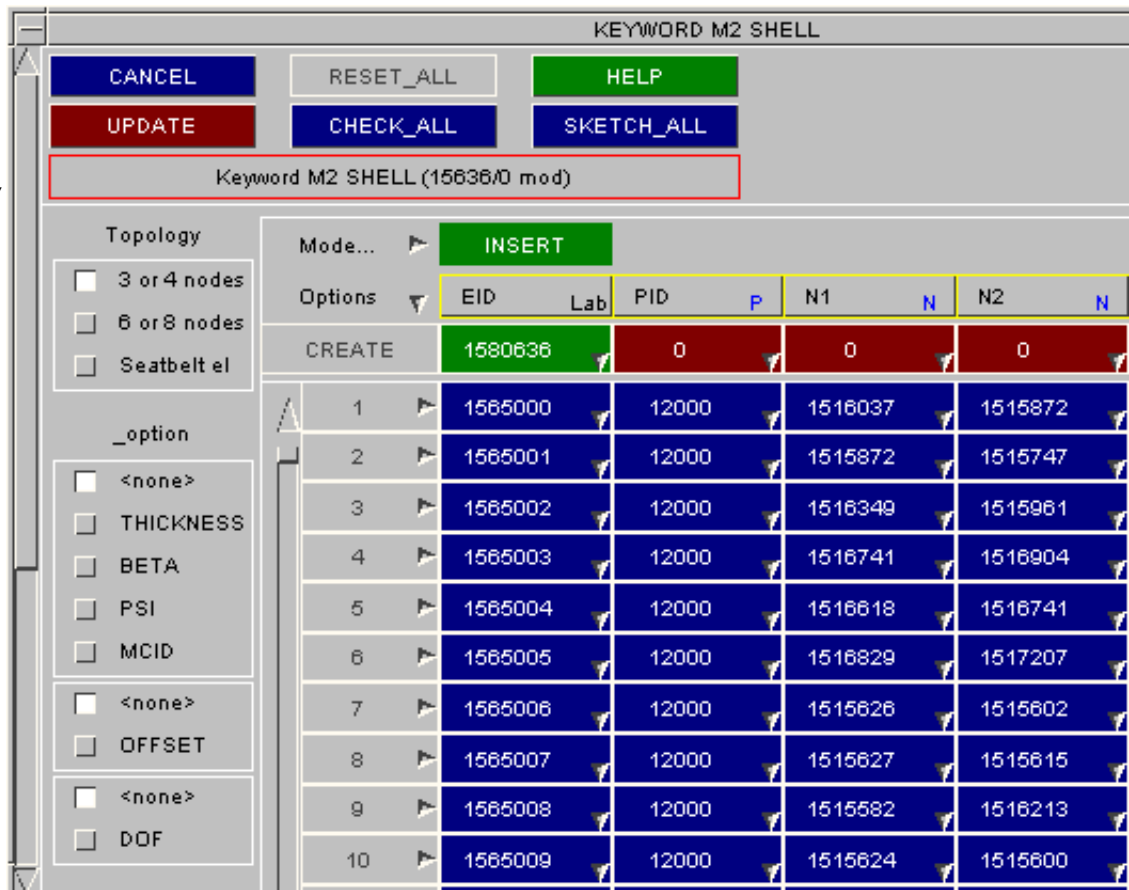 KEYWORD M2 SHELL
CANCEL RESET_ALL HELP
UPDATE CHECK_ALL SKETCH_ALL
Keyword M2 SHELL (15636/0 mod)
Topology
3 or 4 nodes
6 or 8 nodes
Seatbelt el
_option
<none>
THICKNESS
BETA
PSI
MCID
<none>
OFFSET
<none>
DOF
Mode... INSERT
Options EID Lab PID P N1 N N2 N
CREATE 1580636 0 0 0
1 1565000 12000 1516037 1515872
2 1565001 12000 1515872 1515747
3 1565002 12000 1516349 1515961
4 1565003 12000 1516741 1516904
5 1565004 12000 1516618 1516741
6 1565005 12000 1516829 1517207
7 1565006 12000 1515626 1515602
8 1565007 12000 1515627 1515615
9 1565008 12000 1515582 1516213
10 1565009 12000 1515624 1515600